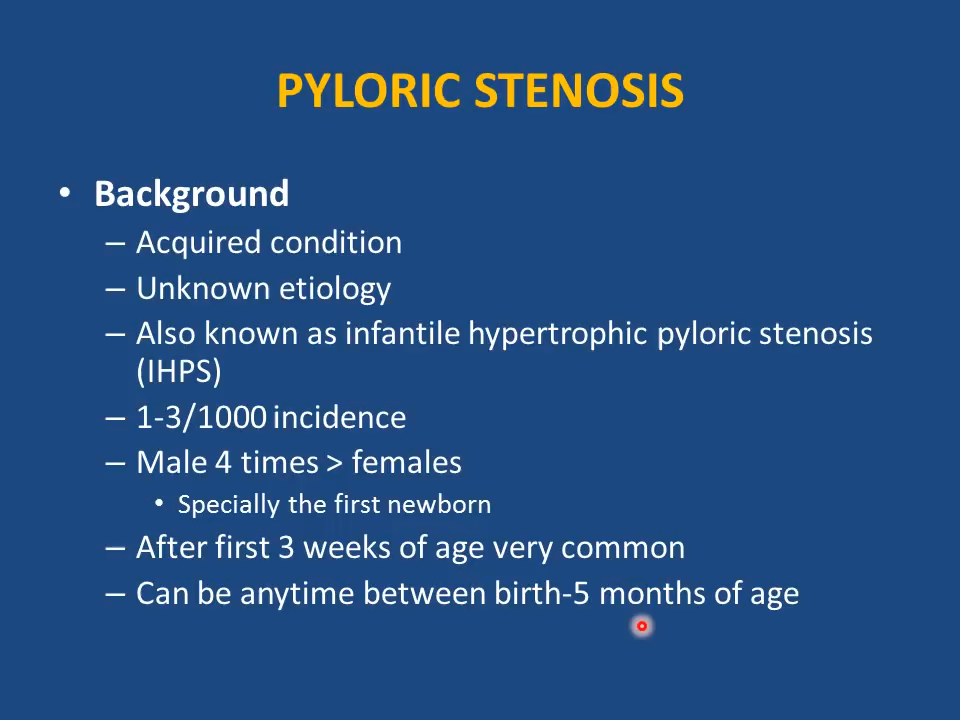 PYLORIC STENOSIS
• Background
– Acquired condition
– Unknown etiology
– Also known as infantile hypertrophic pyloric stenosis
(IHPS)
– 1-3/1000 incidence
– Male 4 times > females
• Specially the first newborn
– After first 3 weeks of age very common
– Can be anytime between birth-5 months of age